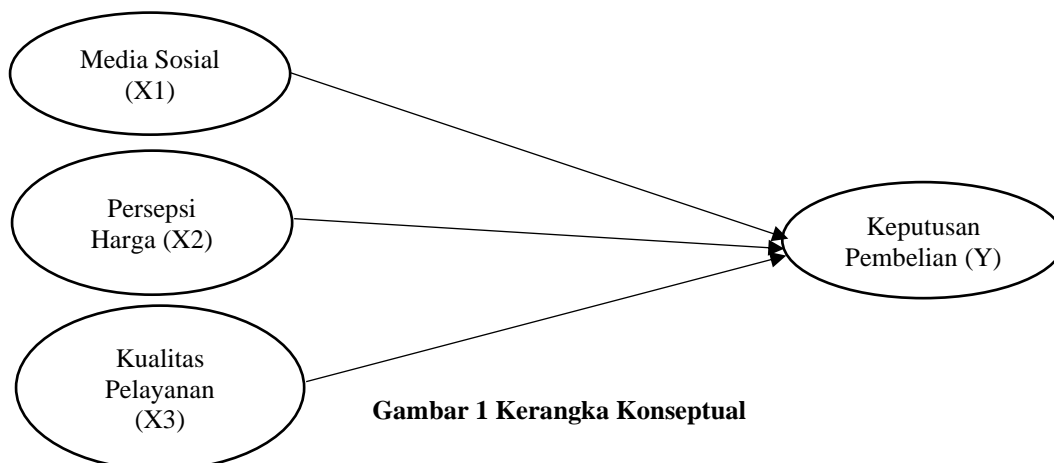 Media Sosial
(X1)
Persepsi
Harga (X2)
Keputusan
Pembelian (Y)
Kualitas
Pelayanan
(X3)
Gambar 1 Kerangka Konseptual